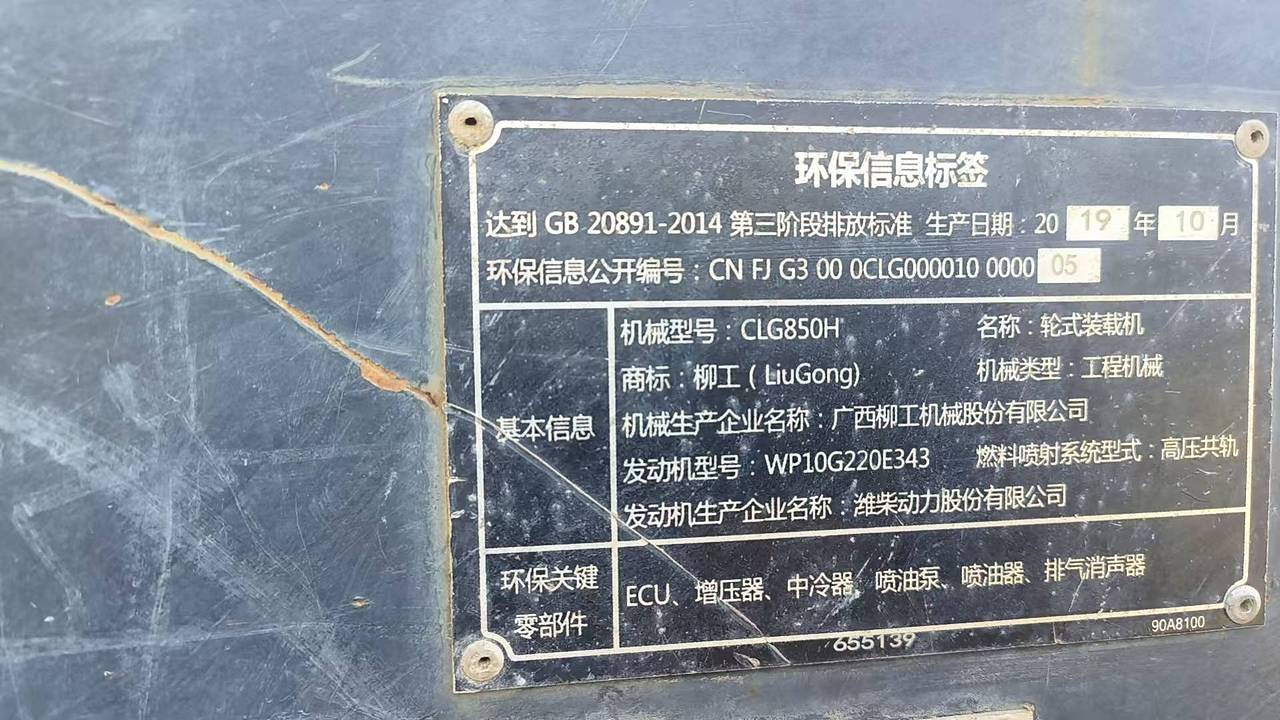 环保信息标签
达到 GB 20891-2014 第三阶段排放标准 生产日期：20 19 年 10 月
环保信息公开编号：CN FJ G3 00 0CLG000010 0000 05
基本信息
机械型号：CLG850H 名称：轮式装载机
商标：柳工（LiuGong） 机械类型：工程机械
机械生产企业名称：广西柳工机械股份有限公司
发动机型号：WP10G220E343 燃料喷射系统型式：高压共轨
发动机生产企业名称：潍柴动力股份有限公司
环保关键
零部件
ECU、增压器、中冷器、喷油泵、喷油器、排气消声器
655139
90A8100